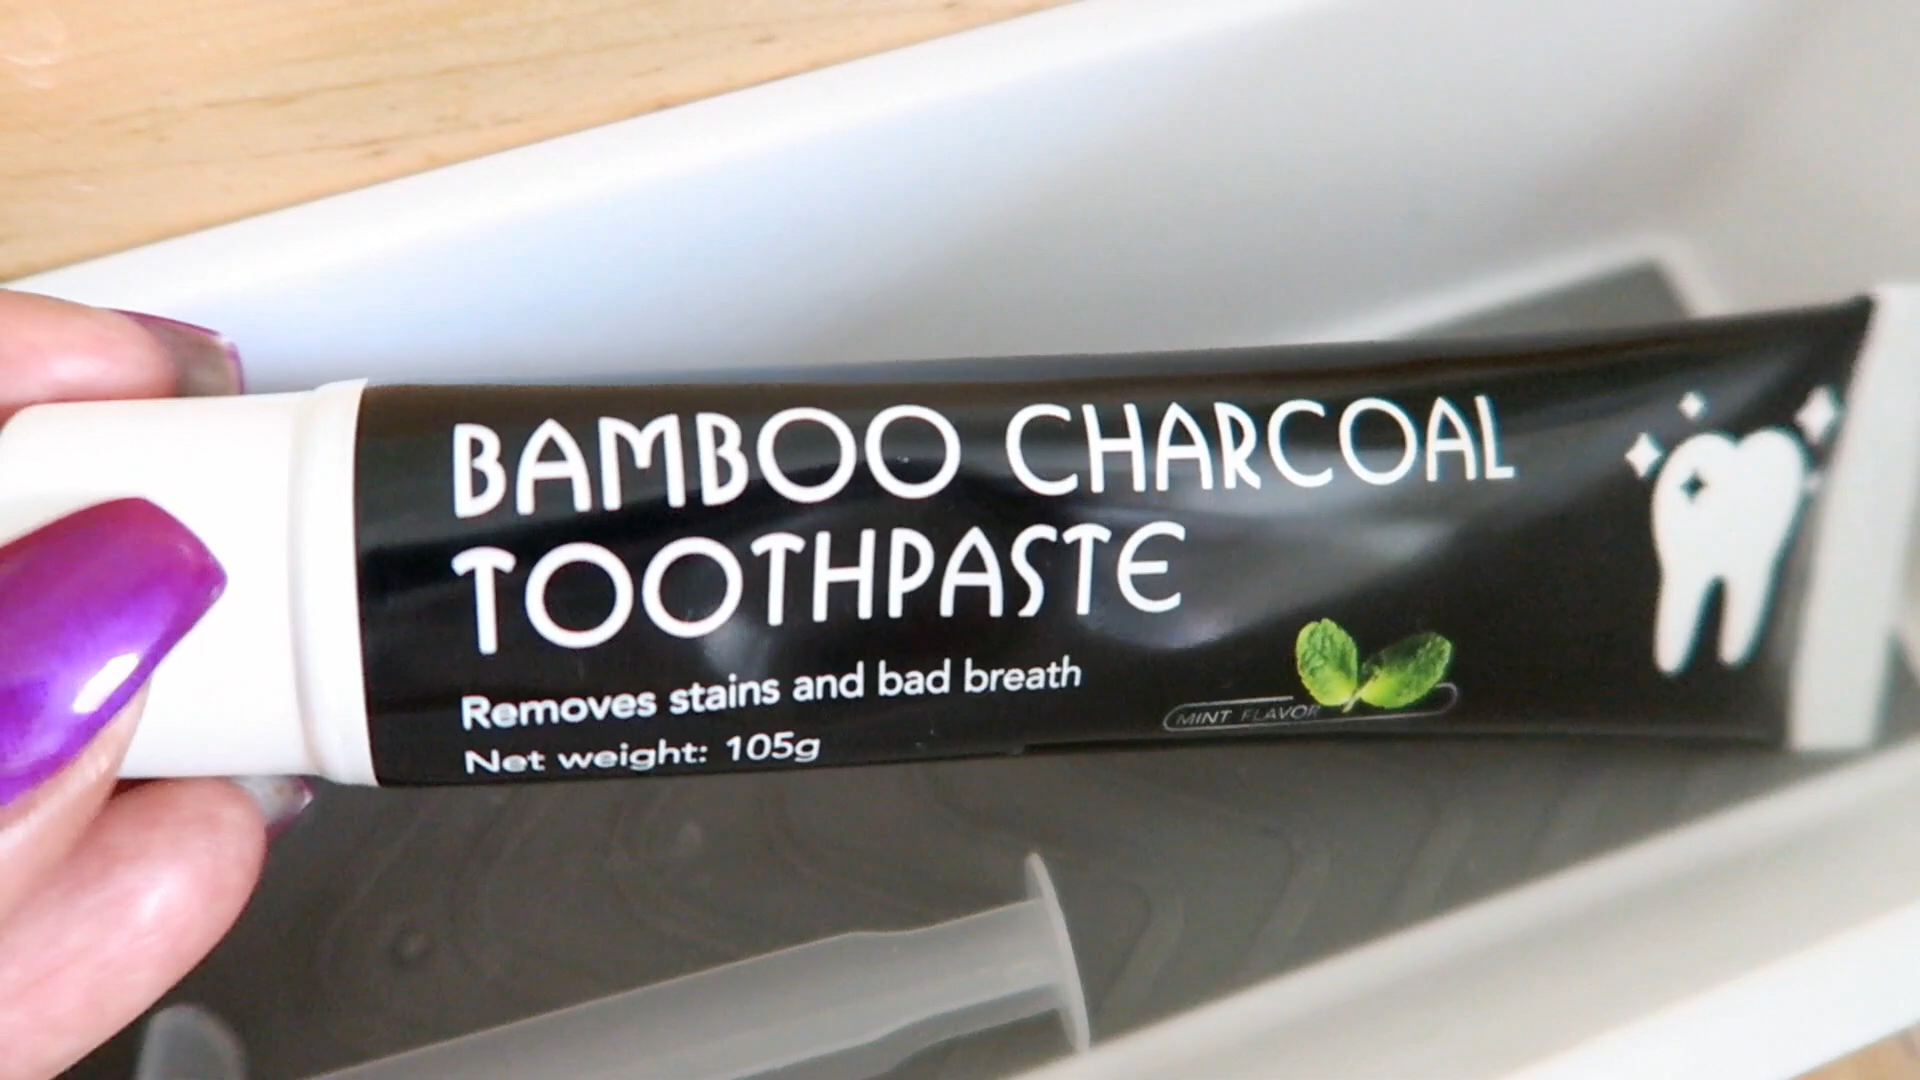 BAMBOO CHARCOAL
TOOTHPASTE
Removes stains and bad breath
Net weight: 105g
MINT FLAVOR